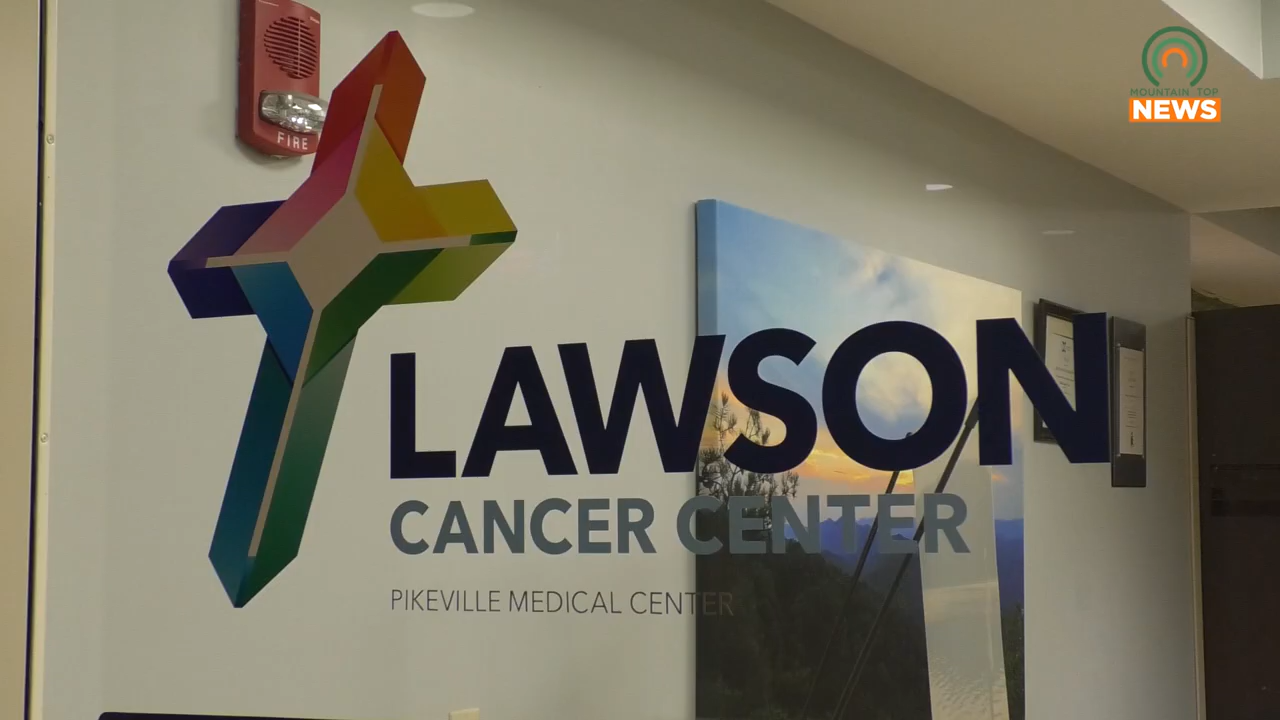 FIRE
MOUNTAIN TOP
NEWS
LAWSON
CANCER CENTER
PIKEVILLE MEDICAL CENTER